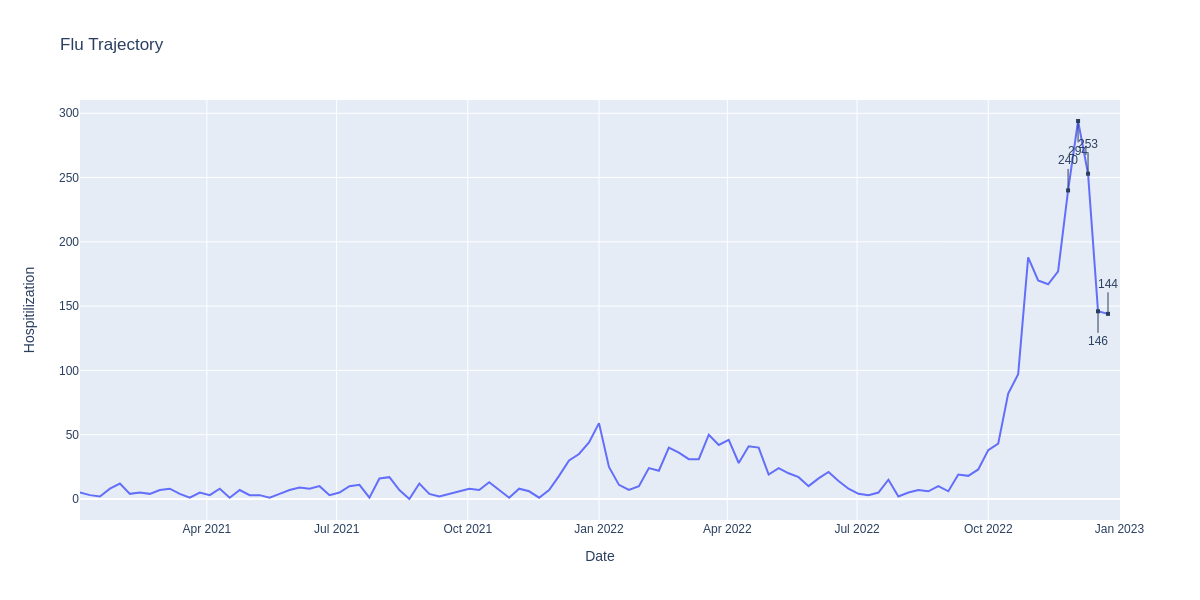 Flu Trajectory
300
250
200
150
100
50
0
Hospitilization
240
294
253
146
144
Apr 2021
Jul 2021
Oct 2021
Jan 2022
Apr 2022
Jul 2022
Oct 2022
Jan 2023
Date